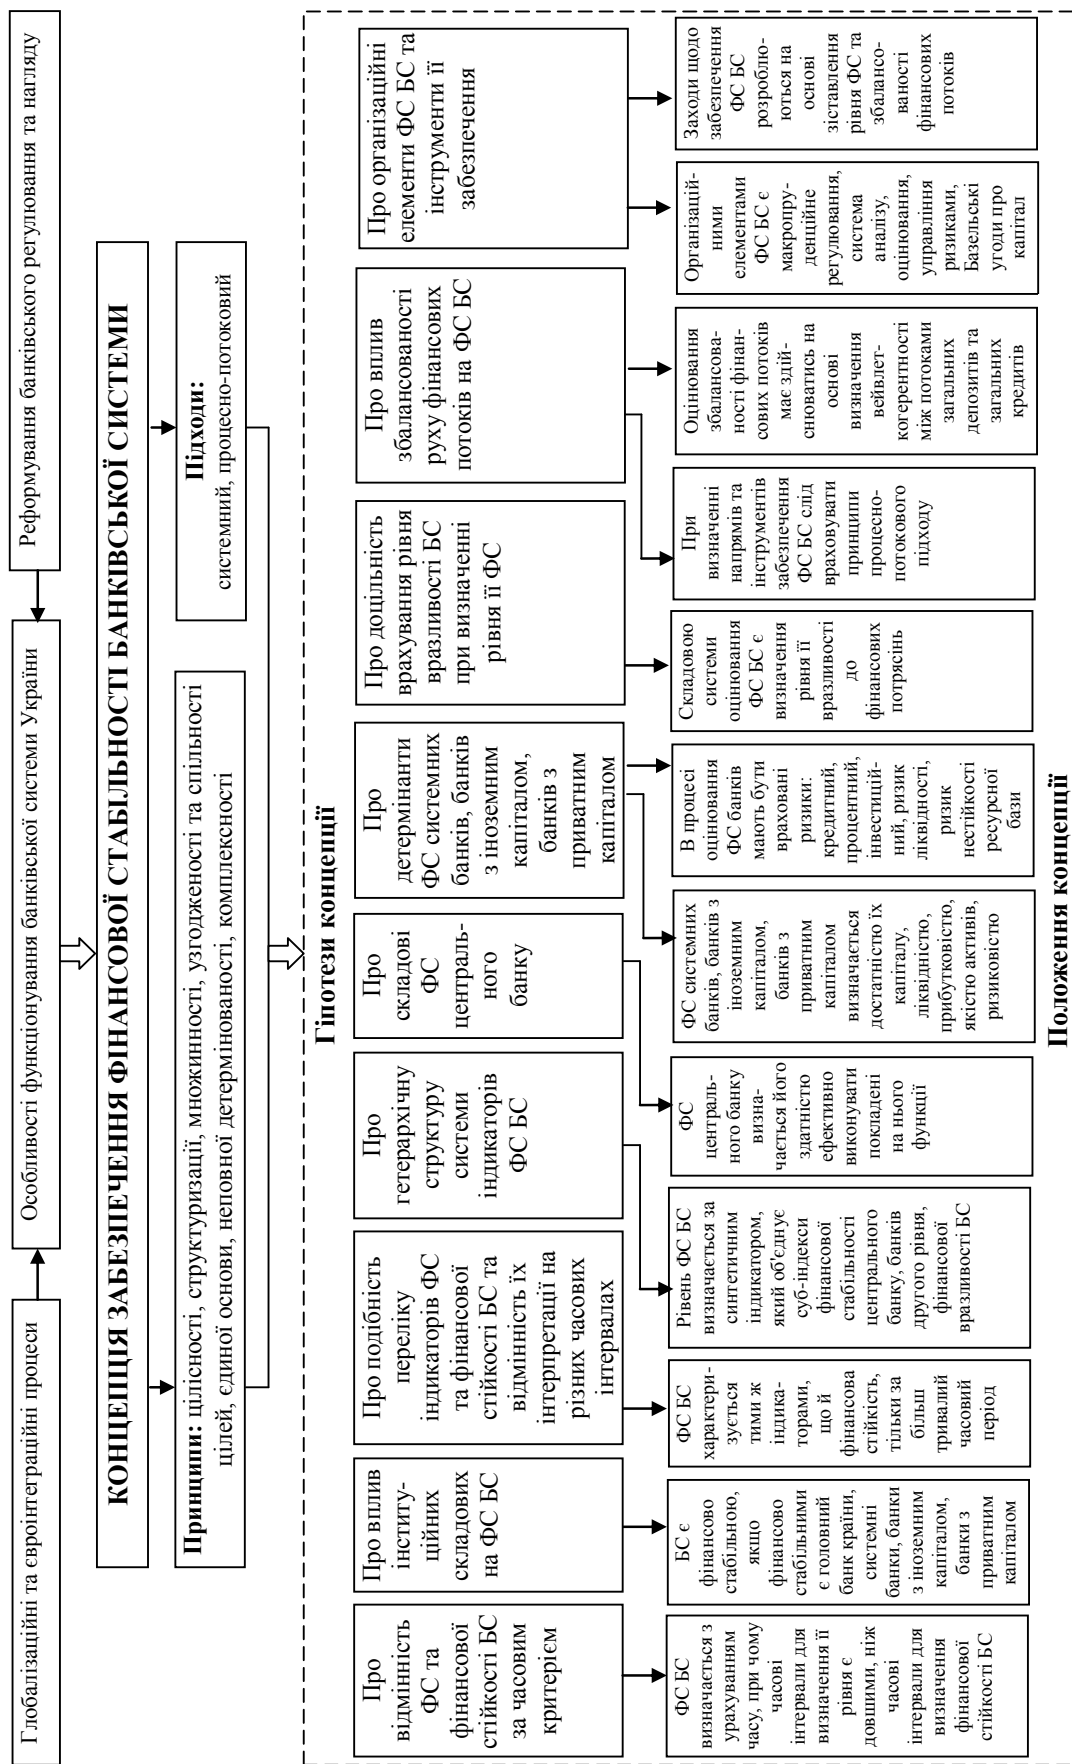 Глобалізаційні та євроінтеграційні процеси
Особливості функціонування банківської системи України
Реформування банківського регулювання та нагляду
КОНЦЕПЦІЯ ЗАБЕЗПЕЧЕННЯ ФІНАНСОВОЇ СТАБІЛЬНОСТІ БАНКІВСЬКОЇ СИСТЕМИ
Принципи: цілісності, структуризації, множинності, узгодженості та спільності
цілей, єдиної основи, неповної детермінованості, комплексності
Підходи:
системний, процесно-потоковий
Гіпотези концепції
Про
відмінність
ФС та
фінансової
стійкості БС
за часовим
критерієм
Про вплив
інститу-
ційних
складових
на ФС БС
Про подібність
переліку
індикаторів ФС
та фінансової
стійкості БС та
відмінність їх
інтерпретації на
різних часових
інтервалах
Про
гетерархічну
структуру
системи
індикаторів
ФС БС
Про
складові
ФС
централь-
ного
банку
Про
детермінанти
ФС системних
банків, банків
з іноземним
капіталом,
банків з
приватним
капіталом
Про доцільність
врахування рівня
вразливості БС
при визначенні
рівня її ФС
Про вплив
збалансованості
руху фінансових
потоків на ФС БС
Про організаційні
елементи ФС БС та
інструменти її
забезпечення
ФС БС
визначається з
урахуванням
часу, при чому
часові
інтервали для
визначення її
рівня є
довшими, ніж
часові
інтервали для
визначення
фінансової
стійкості БС
БС є
фінансово
стабільною,
якщо
фінансово
стабільними
є головний
банк країни,
системні
банки, банки
з іноземним
капіталом,
банки з
приватним
капіталом
ФС БС
характери-
зується
тими ж
індика-
торами,
що й
фінансова
стійкість,
тільки за
більш
тривалий
часовий
період
Рівень ФС БС
визначається за
синтетичним
індикатором,
який об'єднує
суб-індекси
фінансової
стабільності
центрального
банку, банків
другого рівня,
фінансової
вразливості БС
ФС
централь-
ного банку
визна-
чається його
здатністю
ефективно
виконувати
покладені
на нього
функції
ФС системних
банків, банків з
іноземним
капіталом,
банків з
приватним
капіталом
визначається
достатністю їх
капіталу,
ліквідністю,
прибутковістю,
якістю активів,
ризиковістю
В процесі
оцінювання
ФС банків
мають бути
враховані
ризики:
кредитний,
процентний,
інвестицій-
ний, ризик
ліквідності,
ризик
нестійкості
ресурсної
бази
Складовою
системи
оцінювання
ФС БС є
визначення
рівня її
вразливості
до
фінансових
потрясінь
При
визначенні
напрямів та
інструментів
забезпечення
ФС БС слід
враховувати
принципи
процесно-
потокового
підходу
Оцінювання
збалансова-
ності фінан-
сових потоків
має здій-
снюватись на
основі
визначення
вейвлет-
когерентності
між потоками
загальних
депозитів та
загальних
кредитів
Організацій-
ними
елементами
ФС БС є
макропру-
денційне
регулювання,
система
аналізу,
оцінювання,
управління
ризиками,
Базельські
угоди про
капітал
Заходи щодо
забезпечення
ФС БС
розроблю-
ються на
основі
зіставлення
рівня ФС та
збалансо-
ваності
фінансових
потоків
Положення концепції